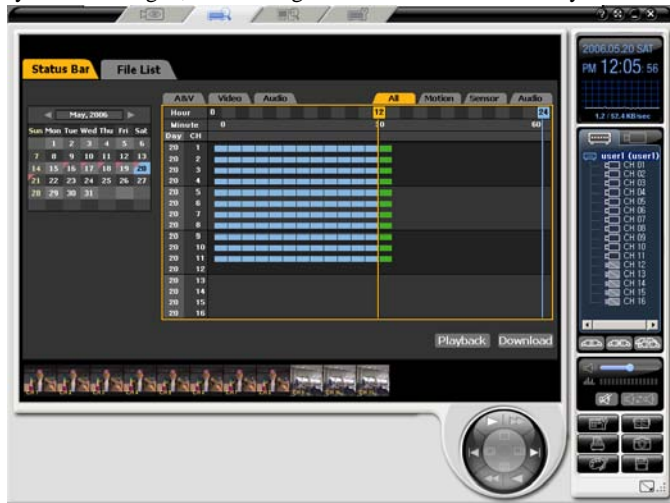 2006.05.20 SAT
PM 12:05: 56
1.2 / 52.4 KB/sec
Status Bar File List
A&V Video Audio All Motion Sensor Audio
May, 2006
Sun Mon Tue Wed Thu Fri Sat
1 2 3 4 5 6
7 8 9 10 11 12 13
14 15 16 17 18 19 20
21 22 23 24 25 26 27
28 29 30 31
Hour 0 12 24
Minute 0 60
Day CH
20 1
20 2
20 3
20 4
20 5
20 6
20 7
20 8
20 9
20 10
20 11
20 12
20 13
20 14
20 15
20 16
Playback Download
user1 (user1)
CH 01
CH 02
CH 03
CH 04
CH 05
CH 06
CH 07
CH 08
CH 09
CH 10
CH 11
CH 12
CH 13
CH 14
CH 15
CH 16